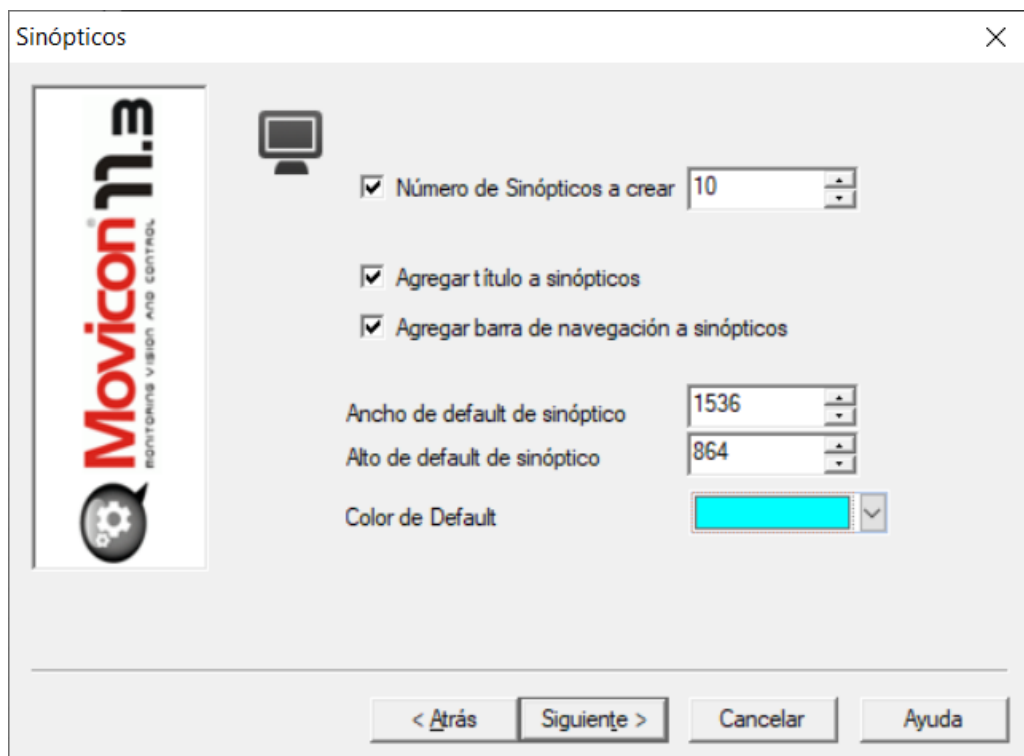 Sinópticos
Movicon® 11.3
MONITORING VISION AND CONTROL
Número de Sinópticos a crear 10
Agregar título a sinópticos
Agregar barra de navegación a sinópticos
Ancho de default de sinóptico 1536
Alto de default de sinóptico 864
Color de Default
< Atrás Siguiente > Cancelar Ayuda